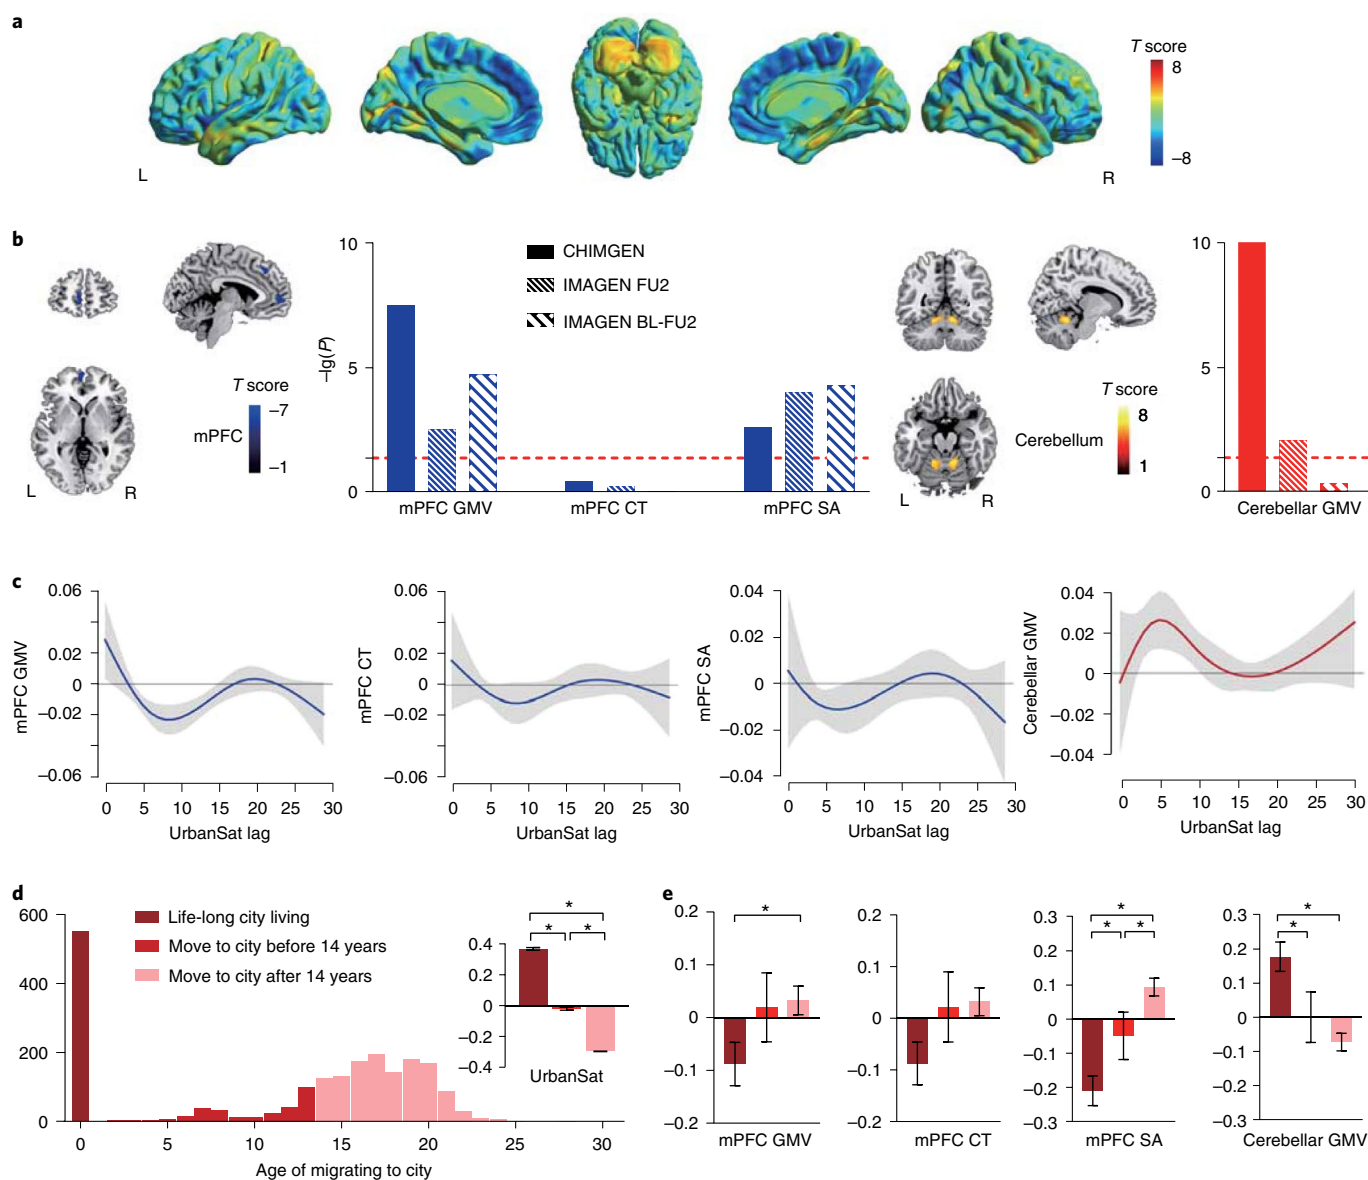 a
T score
8
–8
L
R
b
10
5
0
–lg(P)
CHIMGEN
IMAGEN FU2
IMAGEN BL-FU2
T score
–7
mPFC
–1
L
R
mPFC GMV
mPFC CT
mPFC SA
T score
8
Cerebellum
1
L
R
10
5
0
Cerebellar GMV
c
0.06
0.02
0
–0.02
–0.06
mPFC GMV
0 5 10 15 20 25 30
UrbanSat lag
0.06
0.02
0
–0.02
–0.06
mPFC CT
0 5 10 15 20 25 30
UrbanSat lag
0.04
0.02
0
–0.02
–0.04
mPFC SA
0 5 10 15 20 25 30
UrbanSat lag
0.04
0.02
0
–0.02
–0.04
Cerebellar GMV
0 5 10 15 20 25 30
UrbanSat lag
d
600
400
200
0
Life-long city living
Move to city before 14 years
Move to city after 14 years
0 5 10 15 20 25 30
Age of migrating to city
*
* *
0.4
0.2
0
–0.2
–0.4
UrbanSat
e
0.2
0.1
0
–0.1
–0.2
*
mPFC GMV
0.2
0.1
0
–0.1
–0.2
mPFC CT
0.3
0.2
0.1
0
–0.1
–0.2
–0.3
*
* *
mPFC SA
0.3
0.2
0.1
0
–0.1
–0.2
–0.3
*
*
Cerebellar GMV